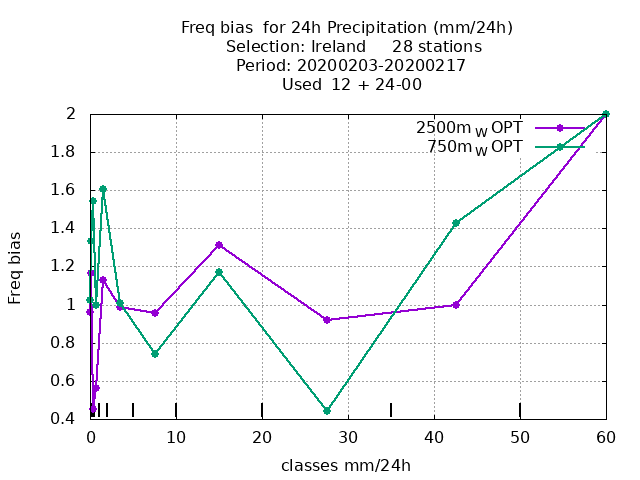 Freq bias  for 24h Precipitation (mm/24h)
Selection: Ireland     28 stations
Period: 20200203-20200217
Used  12 + 24-00
2500m W OPT
750m W OPT
2
1.8
1.6
1.4
1.2
1
0.8
0.6
0.4
Freq bias
0 10 20 30 40 50 60
classes mm/24h